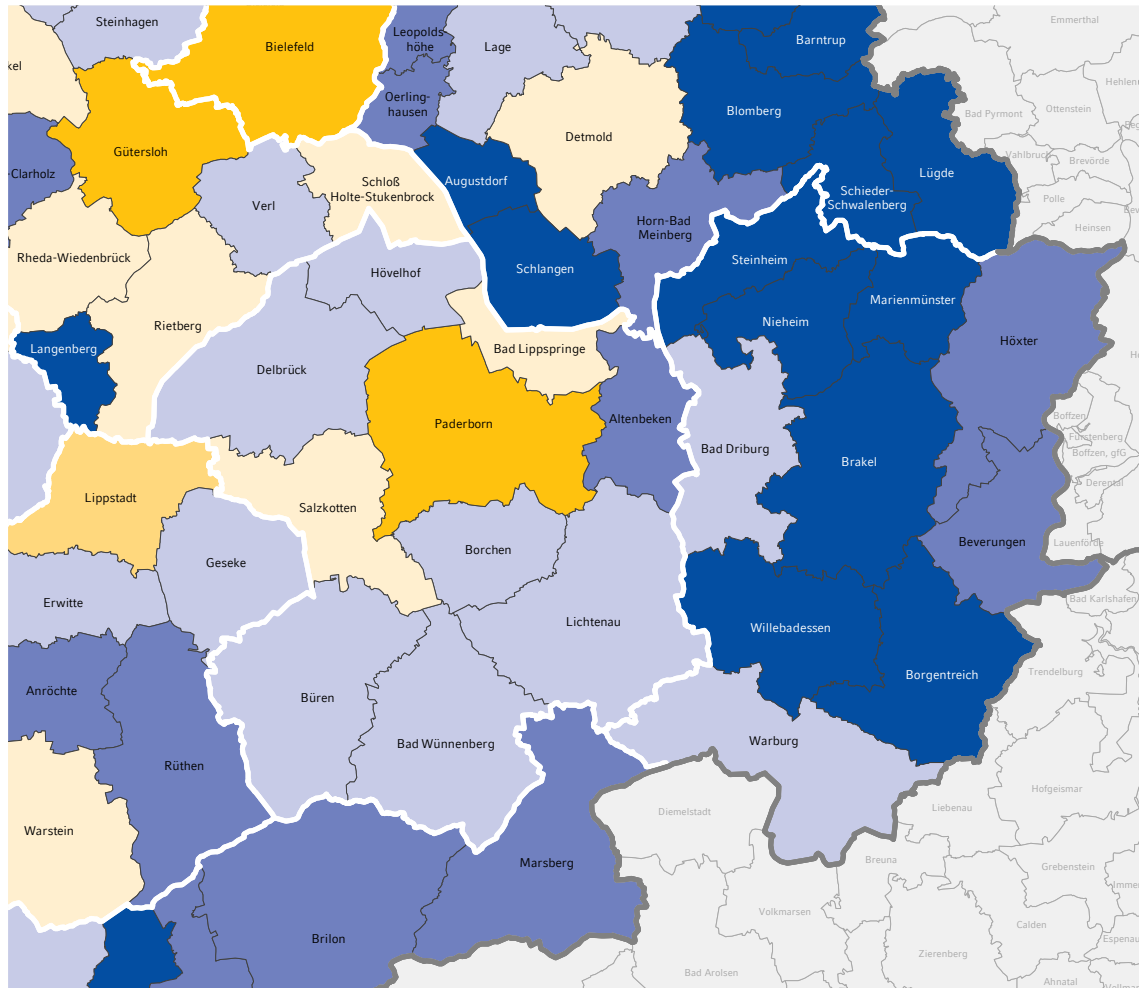 Steinhagen
Bielefeld
Leopolds
höhe
Lage
Barntrup
Emmerthal
kel
Oerling-
hausen
Blomberg
Bad Pyrmont
Ottenstein
Detmold
Gütersloh
Vahlbruch
Brevörde
-Clarholz
Augustdorf
Lügde
Schloß
Holte-Stukenbrock
Verl
Schieder-
Schwalenberg
Polle
Horn-Bad
Meinberg
Heinsen
Rheda-Wiedenbrück
Hövelhof
Schlangen
Steinheim
Marienmünster
Rietberg
Nieheim
Höxter
Langenberg
Bad Lippspringe
Delbrück
Altenbeken
Paderborn
Boffzen
Fürstenberg
Boffzen, gfG
Bad Driburg
Brakel
Derental
Lippstadt
Salzkotten
Lauenförde
Beverungen
Borchen
Geseke
Erwitte
Bad Karlshafen
Lichtenau
Willebadessen
Trendelburg
Borgentreich
Anröchte
Büren
Bad Wünnenberg
Warburg
Rüthen
Hofgeismar
Liebenau
Diemelstadt
Warstein
Marsberg
Breuna
Grebenstein
Volkmarsen
Calden
Brilon
Espenau
Zierenberg
Bad Arolsen
Ahnatal